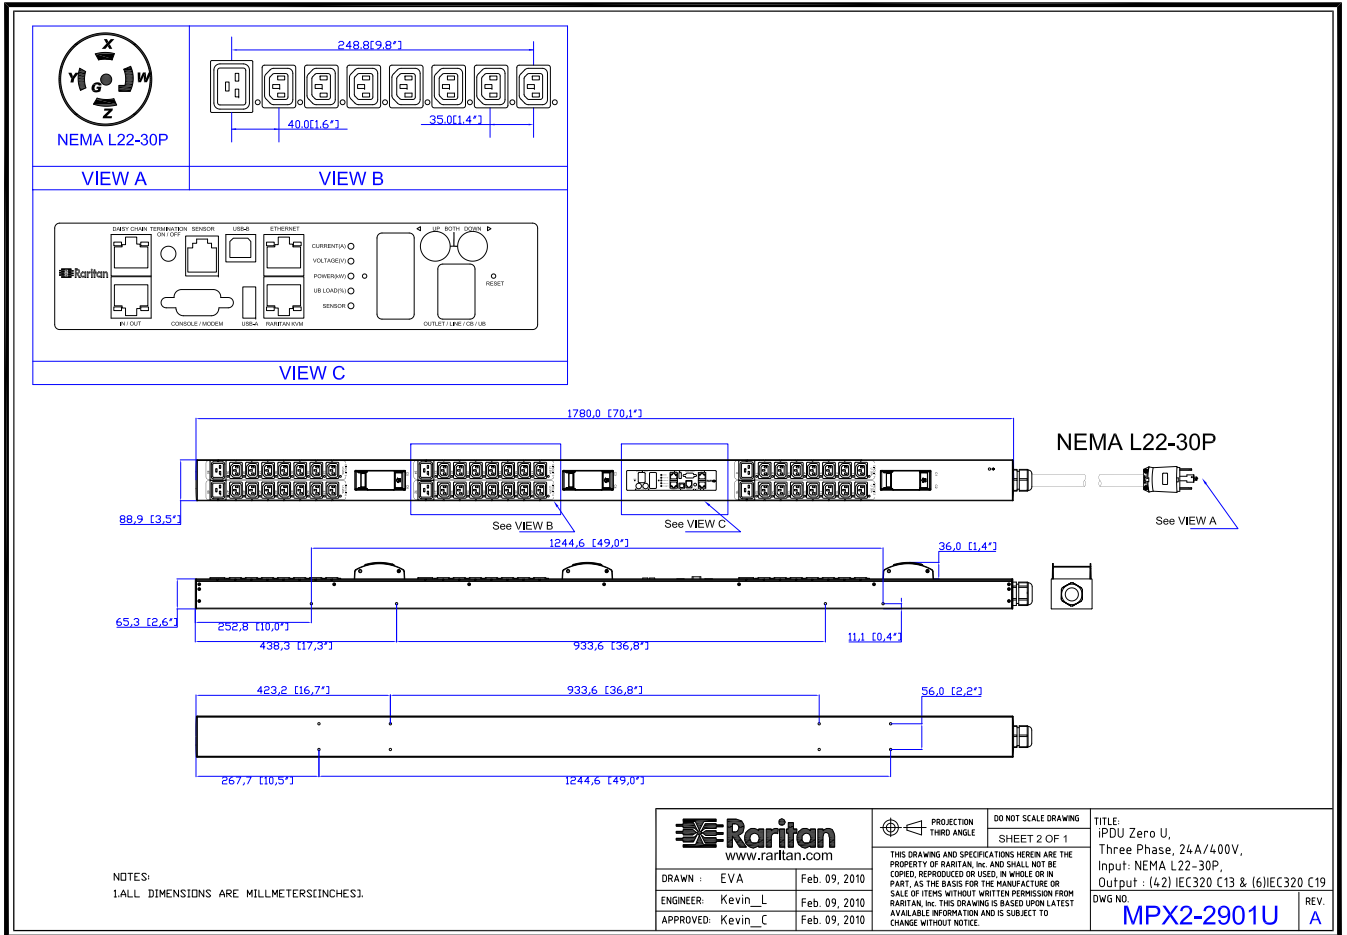 X
Y
W
G
Z
NEMA L22-30P
VIEW A
248.8[9.8"]
40.0[1.6"]
35.0[1.4"]
VIEW B
DAISY CHAIN
TERMINATION
ON / OFF
SENSOR
USB-B
ETHERNET
UP BOTH DOWN
CURRENT(A)
VOLTAGE(V)
POWER(kW)
UB LOAD(%)
SENSOR
RESET
Raritan
IN / OUT
CONSOLE / MODEM
USB-A
RARITAN KVM
OUTLET / LINE / CB / UB
VIEW C
1780,0 [70,1"]
NEMA L22-30P
88,9 [3,5"]
See VIEW B
See VIEW C
See VIEW A
1244,6 [49,0"]
36,0 [1,4"]
65,3 [2,6"]
252,8 [10,0"]
11,1 [0,4"]
438,3 [17,3"]
933,6 [36,8"]
423,2 [16,7"]
933,6 [36,8"]
56,0 [2,2"]
267,7 [10,5"]
1244,6 [49,0"]
NOTES:
1.ALL DIMENSIONS ARE MILLMETERS[INCHES].
Raritan
www.raritan.com
DRAWN : EVA Feb. 09, 2010
ENGINEER: Kevin_L Feb. 09, 2010
APPROVED: Kevin_C Feb. 09, 2010
PROJECTION
THIRD ANGLE
DO NOT SCALE DRAWING
SHEET 2 OF 1
THIS DRAWING AND SPECIFICATIONS HEREIN ARE THE
PROPERTY OF RARITAN, Inc. AND SHALL NOT BE
COPIED, REPRODUCED OR USED, IN WHOLE OR IN
PART, AS THE BASIS FOR THE MANUFACTURE OR
SALE OF ITEMS WITHOUT WRITTEN PERMISSION FROM
RARITAN, Inc. THIS DRAWING IS BASED UPON LATEST
AVAILABLE INFORMATION AND IS SUBJECT TO
CHANGE WITHOUT NOTICE.
TITLE:
iPDU Zero U,
Three Phase, 24A/400V,
Input: NEMA L22-30P,
Output : (42) IEC320 C13 & (6)IEC320 C19
DWG NO.
MPX2-2901U
REV.
A